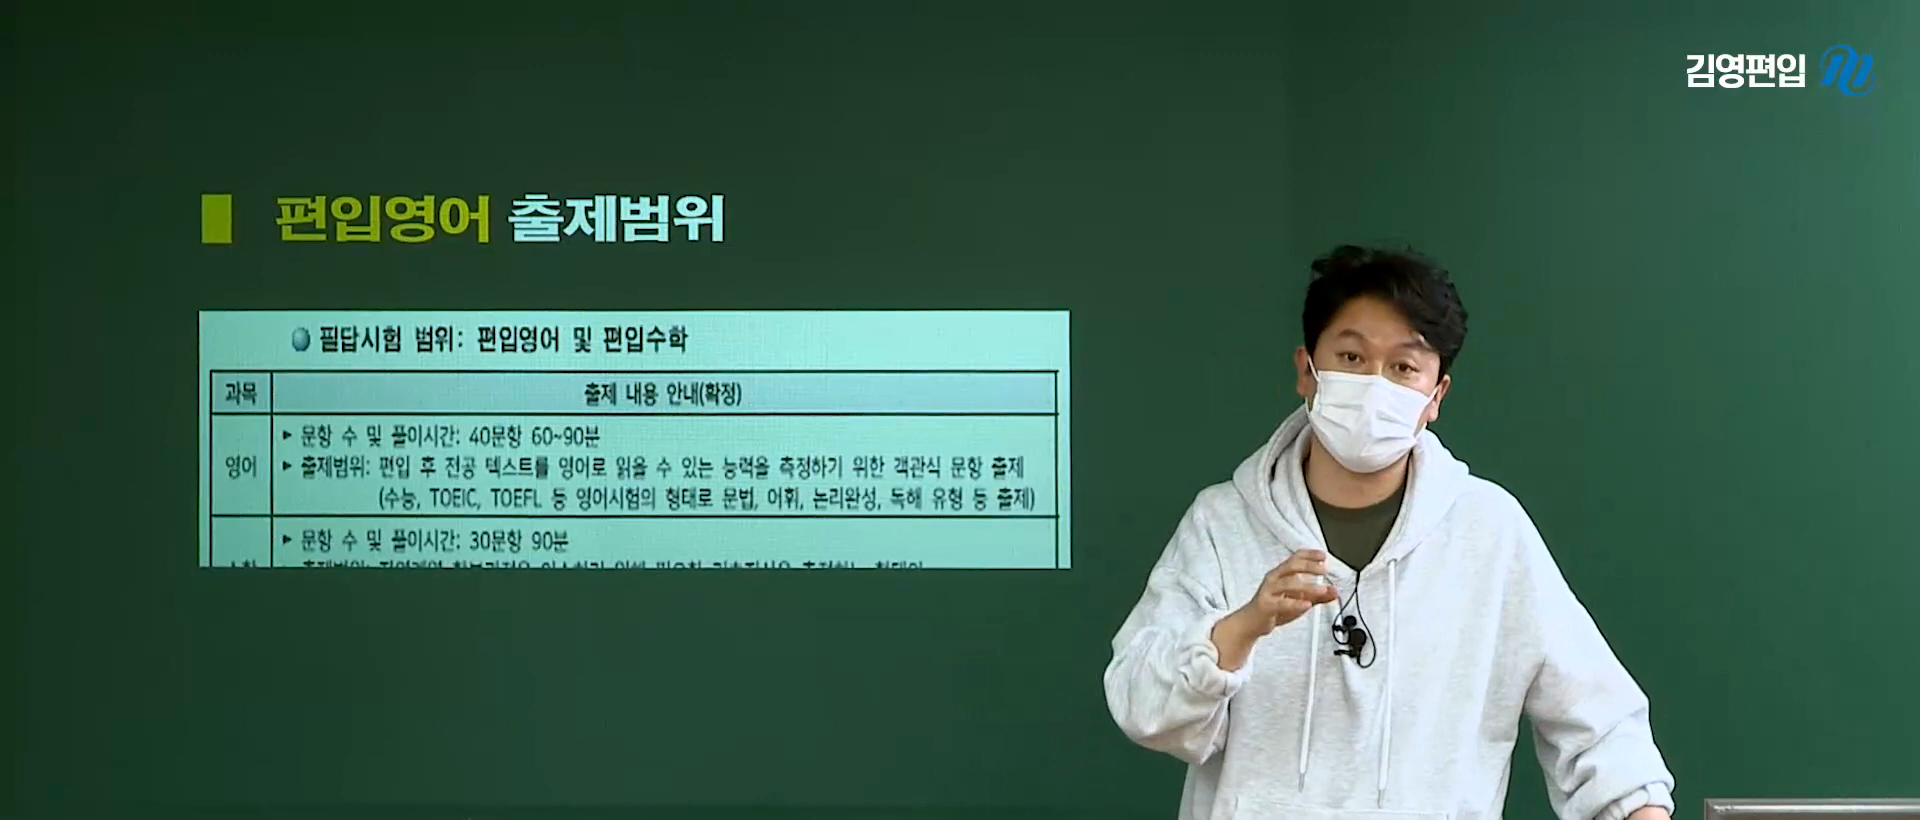 김영편입
편입영어 출제범위
필답시험 범위: 편입영어 및 편입수학
과목
출제 내용 안내(확정)
영어
▶ 문항 수 및 풀이시간: 40문항 60~90분
▶ 출제범위: 편입 후 전공 텍스트를 영어로 읽을 수 있는 능력을 측정하기 위한 객관식 문항 출제
(수능, TOEIC, TOEFL 등 영어시험의 형태로 문법, 어휘, 논리완성, 독해 유형 등 출제)
▶ 문항 수 및 풀이시간: 30문항 90분